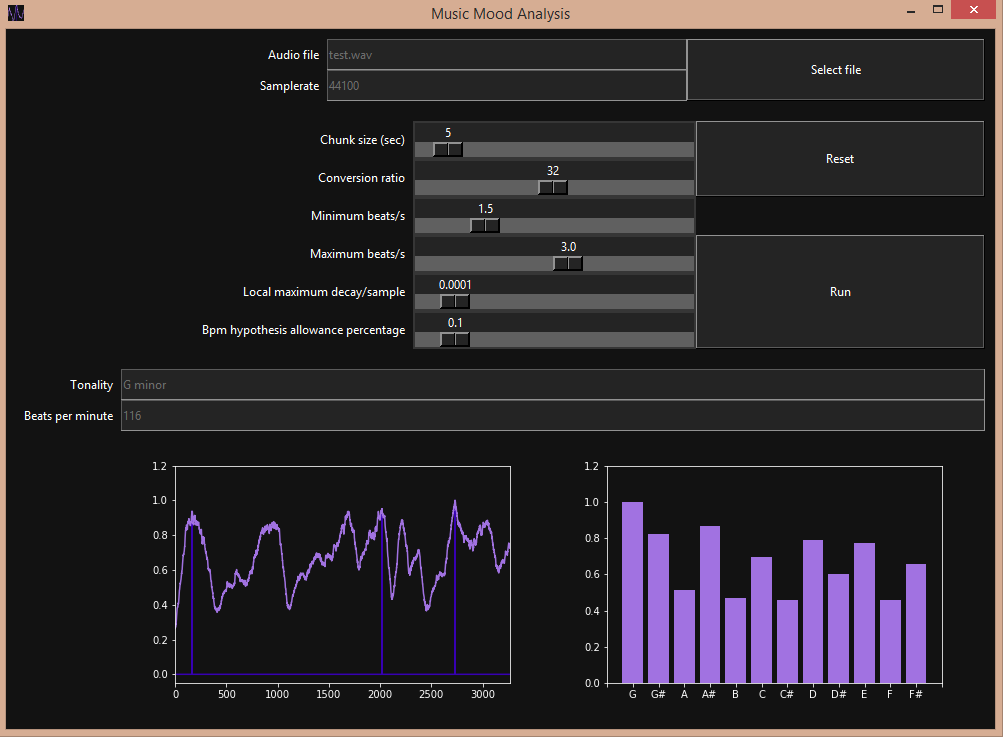 Music Mood Analysis
Audio file test.wav
Select file
Samplerate 44100
Chunk size (sec) 5
Reset
Conversion ratio 32
Minimum beats/s 1.5
Maximum beats/s 3.0
Run
Local maximum decay/sample 0.0001
Bpm hypothesis allowance percentage 0.1
Tonality G minor
Beats per minute 116
1.2
1.0
0.8
0.6
0.4
0.2
0.0
0 500 1000 1500 2000 2500 3000
1.2
1.0
0.8
0.6
0.4
0.2
0.0
G G# A A# B C C# D D# E F F#